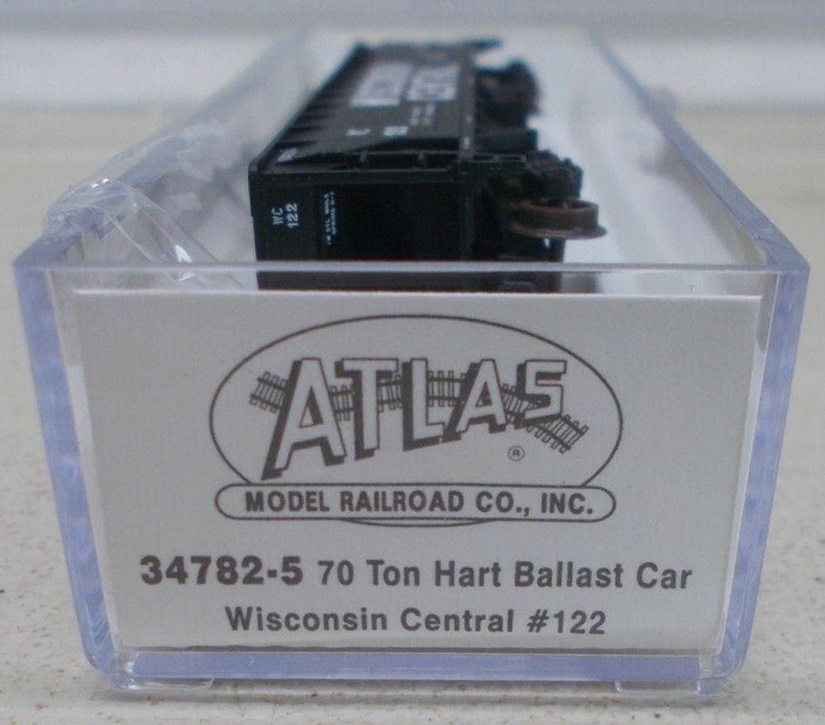 WC
122
ATLAS
®
MODEL RAILROAD CO., INC.
34782-5 70 Ton Hart Ballast Car
Wisconsin Central #122